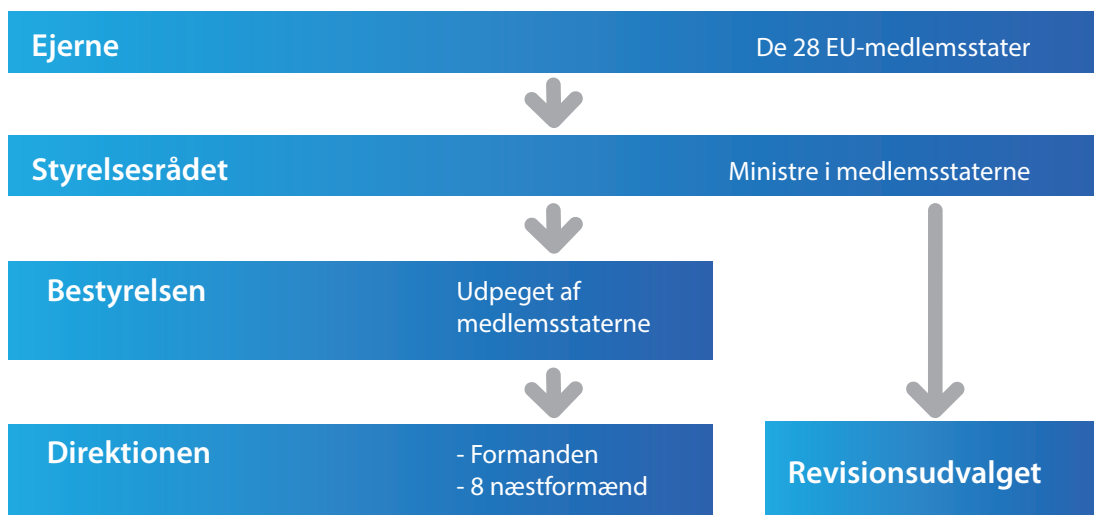 Ejerne
De 28 EU-medlemsstater
Styrelsesrådet
Ministre i medlemsstaterne
Bestyrelsen
Udpeget af
medlemsstaterne
Direktionen
- Formanden
- 8 næstformænd
Revisionsudvalget